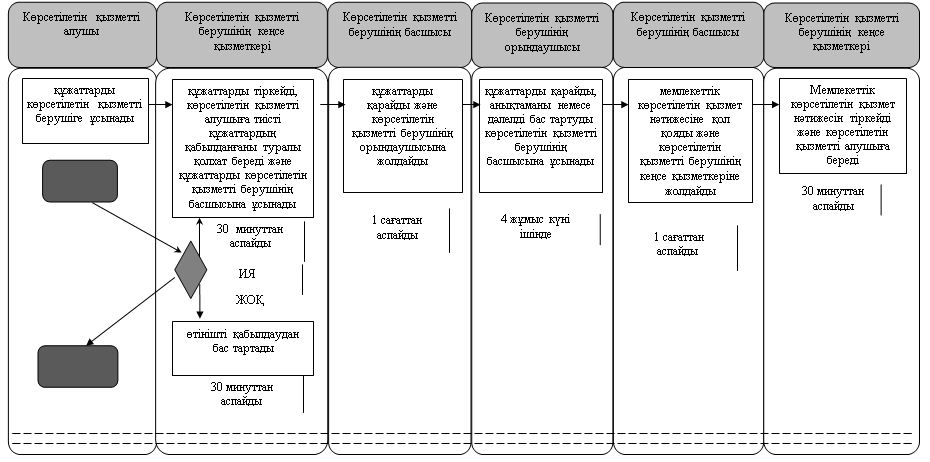 Көрсетілетін қызметті
алушы
Көрсетілетін қызметті
берушінің кеңсе
қызметкері
Көрсетілетін қызметті
берушінің басшысы
Көрсетілетін қызметті
берушінің
орындаушысы
Көрсетілетін қызметті
берушінің басшысы
Көрсетілетін қызметті
берушінің кеңсе
қызметкері
құжаттарды
көрсетілетін қызметті
берушіге ұсынады
құжаттарды тіркейді,
көрсетілетін қызметті
алушыға тиісті
құжаттардың
қабылданғаны туралы
қолхат береді және
құжаттарды көрсетілетін
қызметті берушінің
басшысына ұсынады
30 минуттан
аспайды
ИЯ
ЖОҚ
өтінішті қабылдаудан
бас тартады
30 минуттан
аспайды
құжаттарды
қарайды және
көрсетілетін
қызметті берушінің
орындаушысына
жолдайды
1 сағаттан
аспайды
құжаттарды қарайды,
анықтаманы немесе
дәлелді бас тартуды
көрсетілетін қызметті
берушінің
басшысына ұсынады
4 жұмыс күні
ішінде
мемлекеттік
көрсетілетін қызмет
нәтижесіне қол
қояды және
көрсетілетін
қызметті берушінің
кеңсе қызметкеріне
жолдайды
1 сағаттан
аспайды
Мемлекеттік
көрсетілетін қызмет
нәтижесін тіркейді
және көрсетілетін
қызметті алушыға
береді
30 минуттан
аспайды